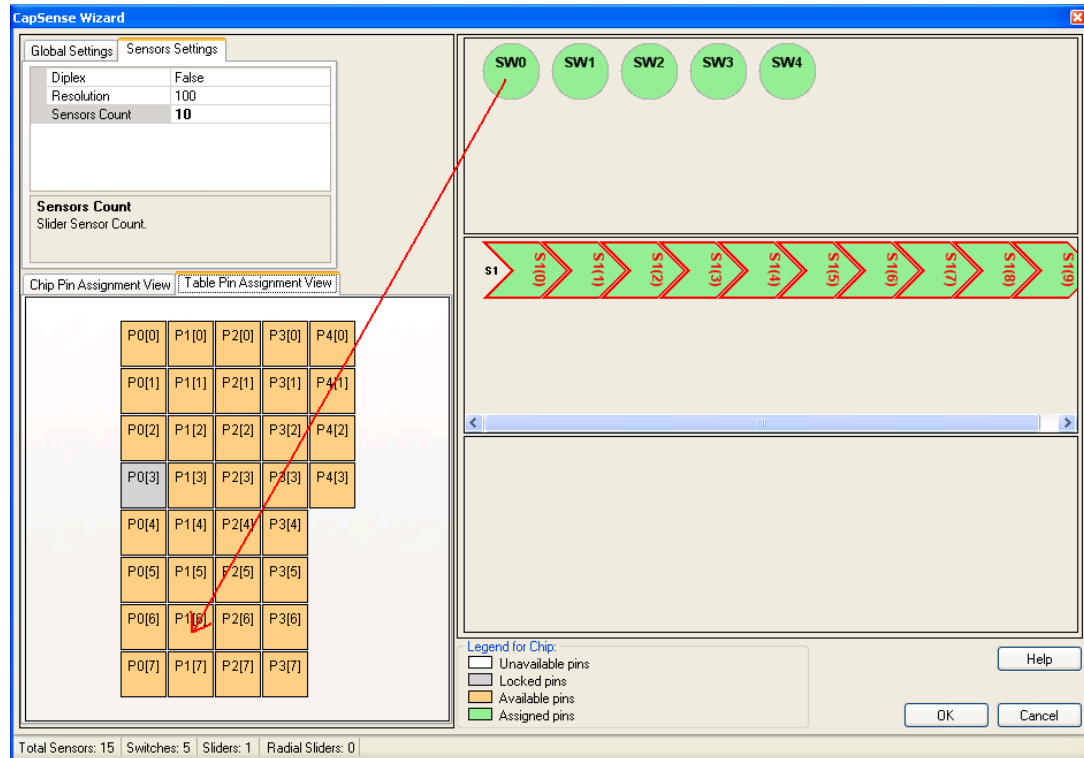 CapSense Wizard
Global Settings Sensors Settings
Diplex False
Resolution 100
Sensors Count 10
Sensors Count
Slider Sensor Count.
Chip Pin Assignment View Table Pin Assignment View
P0[0] P1[0] P2[0] P3[0] P4[0]
P0[1] P1[1] P2[1] P3[1] P4[1]
P0[2] P1[2] P2[2] P3[2] P4[2]
P0[3] P1[3] P2[3] P3[3] P4[3]
P0[4] P1[4] P2[4] P3[4]
P0[5] P1[5] P2[5] P3[5]
P0[6] P1[6] P2[6] P3[6]
P0[7] P1[7] P2[7] P3[7]
SW0 SW1 SW2 SW3 SW4
S1 S1(0) S1(1) S1(2) S1(3) S1(4) S1(5) S1(6) S1(7) S1(8) S1(9)
Legend for Chip:
Unavailable pins
Locked pins
Available pins
Assigned pins
Help
OK Cancel
Total Sensors: 15 Switches: 5 Sliders: 1 Radial Sliders: 0